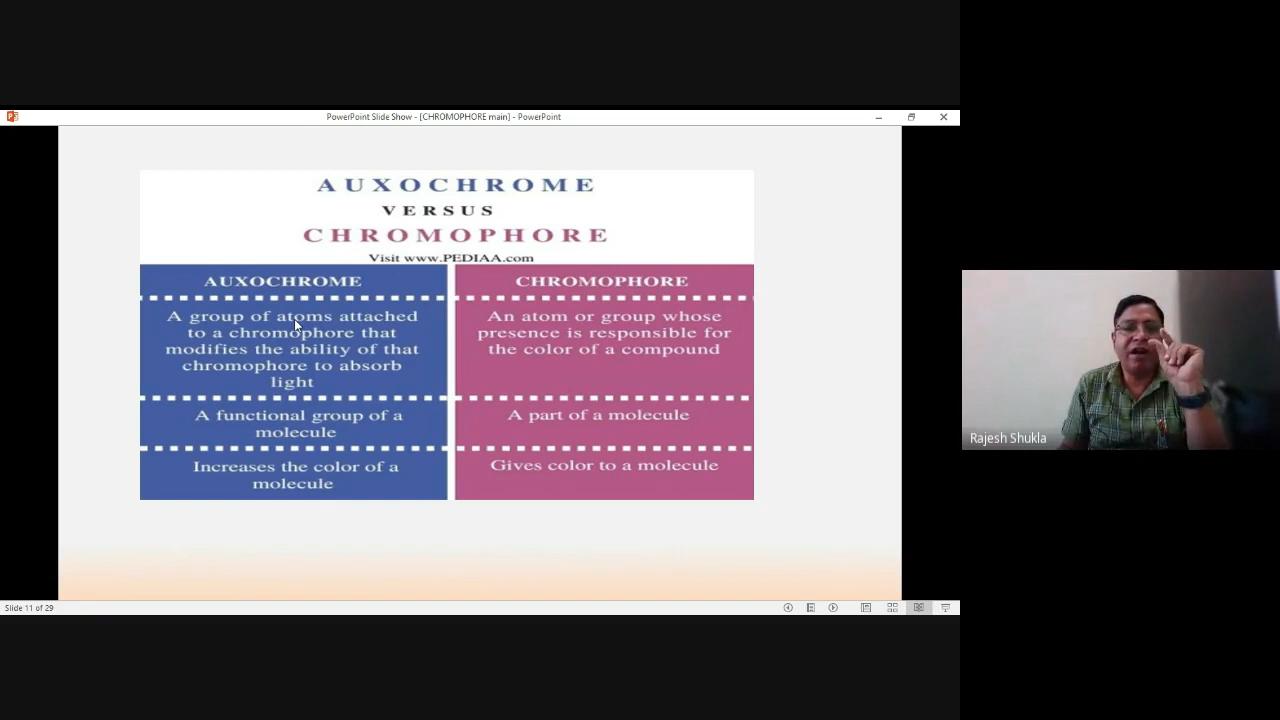 PowerPoint Slide Show - [CHROMOPHORE main] - PowerPoint
AUXOCHROME
VERSUS
CHROMOPHORE
Visit www.PEDIAA.com
AUXOCHROME
A group of atoms attached
to a chromophore that
modifies the ability of that
chromophore to absorb
light
A functional group of a
molecule
Increases the color of a
molecule
CHROMOPHORE
An atom or group whose
presence is responsible for
the color of a compound
A part of a molecule
Gives color to a molecule
Rajesh Shukla
Slide 11 of 29